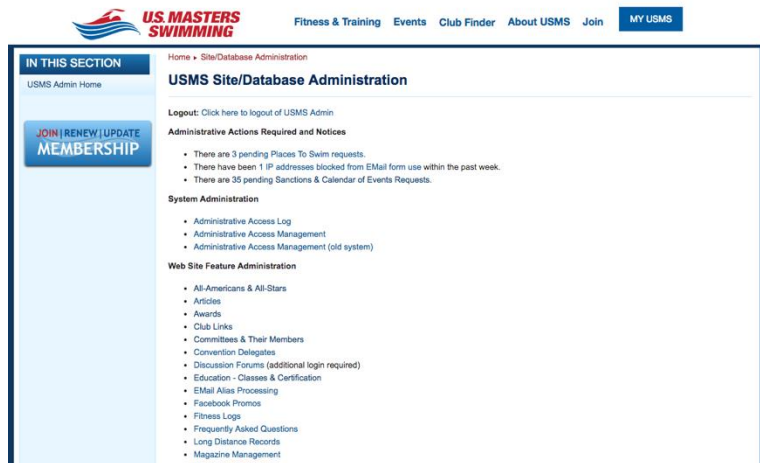 U.S. MASTERS
SWIMMING
Fitness & Training Events Club Finder About USMS Join MY USMS
IN THIS SECTION
USMS Admin Home
JOIN | RENEW | UPDATE
MEMBERSHIP
Home ▸ Site/Database Administration
USMS Site/Database Administration
Logout: Click here to logout of USMS Admin
Administrative Actions Required and Notices
• There are 3 pending Places To Swim requests.
• There have been 1 IP addresses blocked from EMail form use within the past week.
• There are 35 pending Sanctions & Calendar of Events Requests.
System Administration
• Administrative Access Log
• Administrative Access Management
• Administrative Access Management (old system)
Web Site Feature Administration
• All-Americans & All-Stars
• Articles
• Awards
• Club Links
• Committees & Their Members
• Convention Delegates
• Discussion Forums (additional login required)
• Education - Classes & Certification
• EMail Alias Processing
• Facebook Promos
• Fitness Logs
• Frequently Asked Questions
• Long Distance Records
• Magazine Management